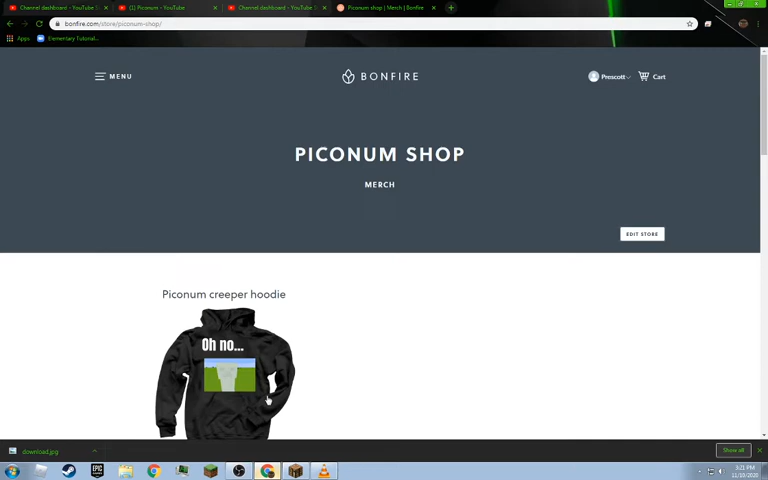 Channel dashboard - YouTube S
(1) Piconum - YouTube
Channel dashboard - YouTube S
Piconum shop | Merch | Bonfire
bonfire.com/store/piconum-shop/
Apps
Elementary Tutorial...
MENU
BONFIRE
Prescott
Cart
PICONUM SHOP
MERCH
EDIT STORE
Piconum creeper hoodie
Oh no...
download.jpg
Show all
EPIC
3:21 PM
11/10/2020